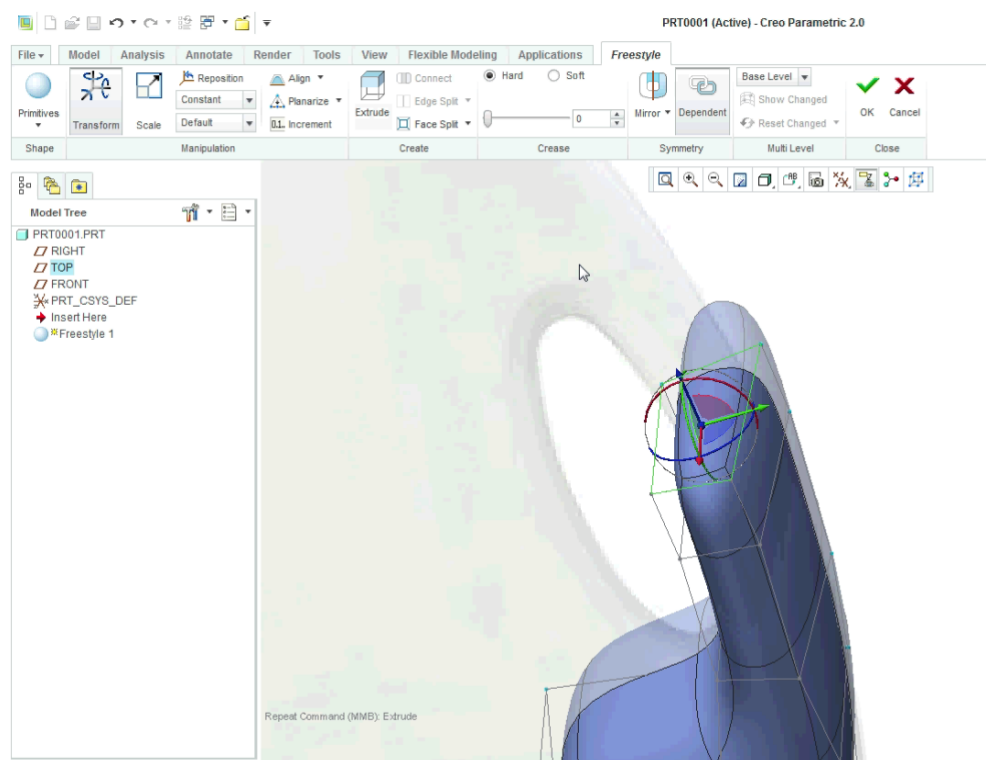 PRT0001 (Active) - Creo Parametric 2.0
File Model Analysis Annotate Render Tools View Flexible Modeling Applications Freestyle
Reposition Align Connect Hard Soft Base Level
Constant Planarize Edge Split Show Changed
Primitives Transform Scale Default 0.1.. Increment Extrude Face Split 0 Mirror Dependent Reset Changed OK Cancel
Shape Manipulation Create Crease Symmetry Multi Level Close
Model Tree
PRT0001.PRT
RIGHT
TOP
FRONT
PRT_CSYS_DEF
Insert Here
Freestyle 1
Repeat Command (MMB): Extrude